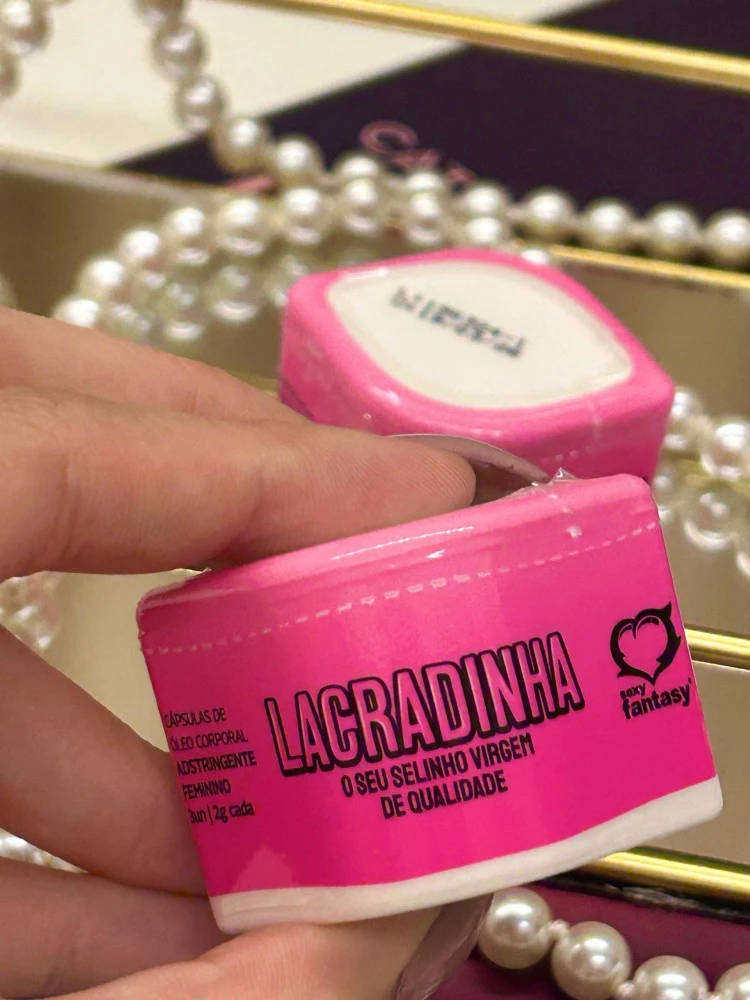 CÁPSULAS DE
ÓLEO CORPORAL
ADSTRINGENTE
FEMININO
3un | 2g cada
LACRADINHA
O SEU SELINHO VIRGEM
DE QUALIDADE
sexy
fantasy